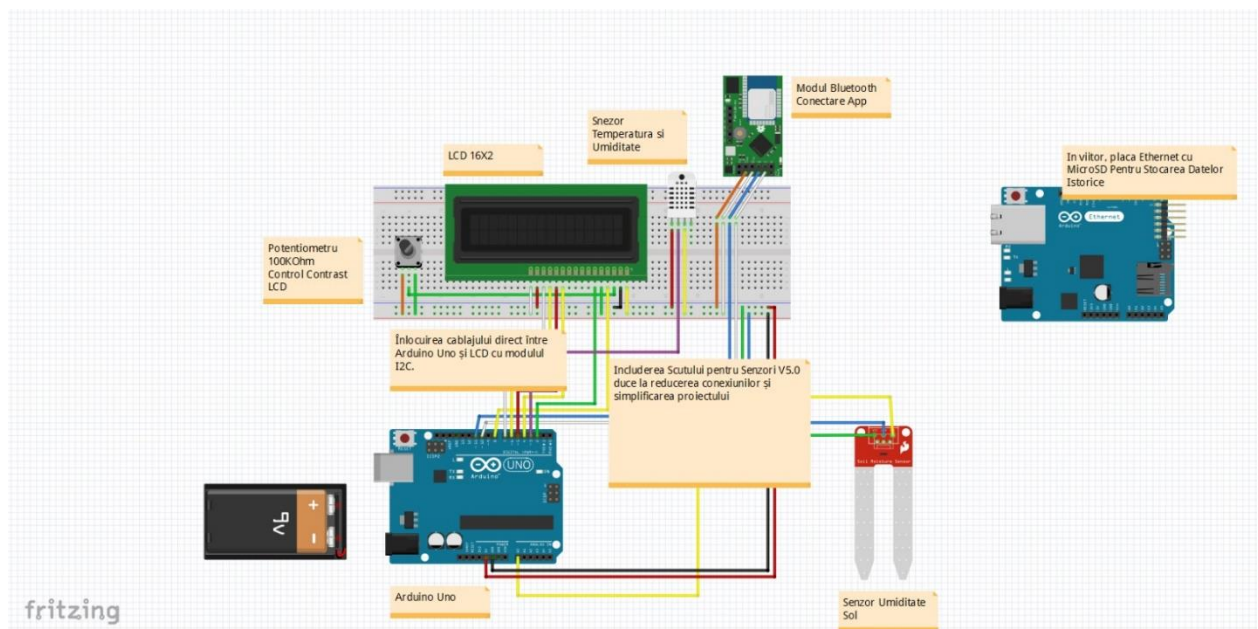 Modul Bluetooth
Conectare App
Snezor
Temperatura si
Umiditate
LCD 16X2
In viitor, placa Ethernet cu
MicroSD Pentru Stocarea Datelor
Istorice
Ethernet
Potentiometru
100KOhm
Control Contrast
LCD
Înlocuirea cablajului direct între
Arduino Uno și LCD cu modulul
I2C.
Includerea Scutului pentru Senzori V5.0
duce la reducerea conexiunilor și
simplificarea proiectului
UNO
Arduino
Soil Moisture Sensor
9V
+
-
Arduino Uno
Senzor Umiditate
Sol
fritzing